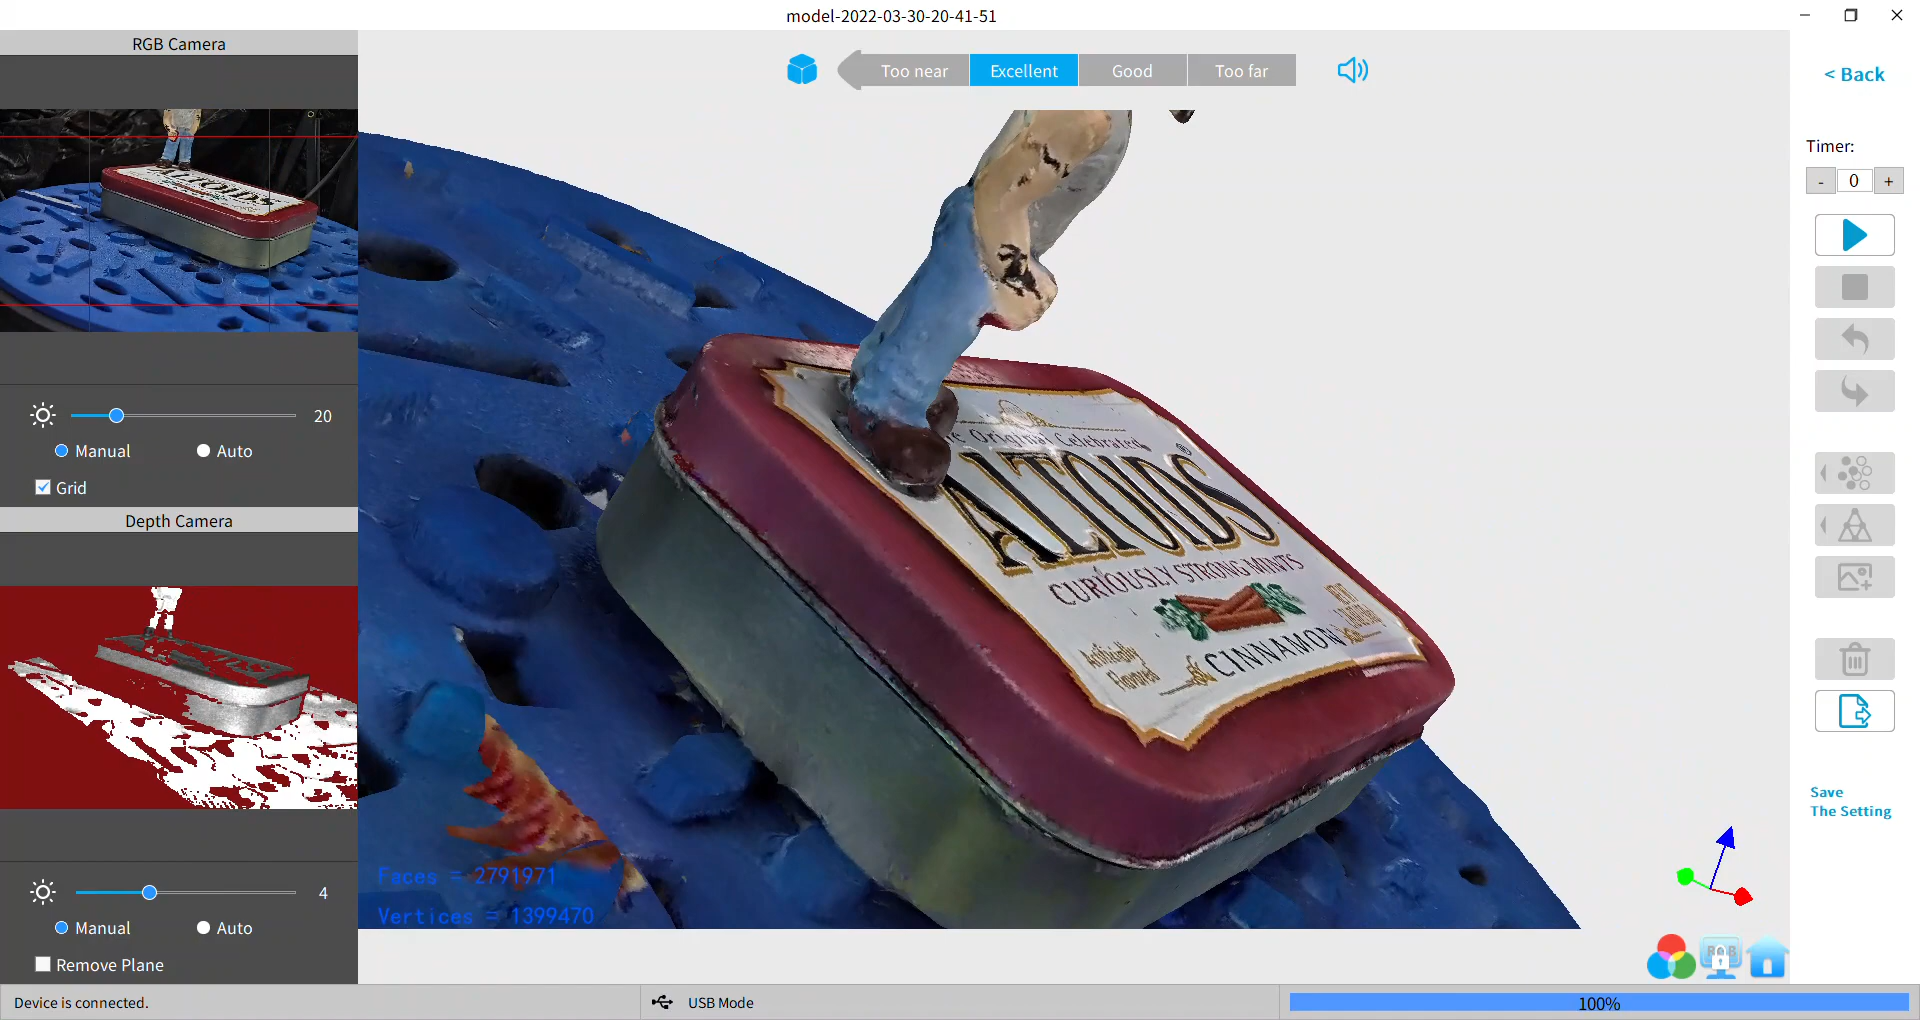 model-2022-03-30-20-41-51
RGB Camera
Too near
Excellent
Good
Too far
< Back
Timer:
- 0 +
ALTOIDS
20
Manual
Auto
Grid
Depth Camera
Original Celebrated
ALTOIDS
CURIOUSLY STRONG MINTS
Artificially
Flavored
CINNAMON
Faces = 2791971
Vertices = 1399470
4
Manual
Auto
Remove Plane
Save
The Setting
RGB
Device is connected.
USB Mode
100%